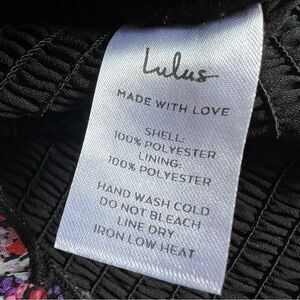 Lulus
MADE WITH LOVE
SHELL:
100% POLYESTER
LINING:
100% POLYESTER
HAND WASH COLD
DO NOT BLEACH
LINE DRY
IRON LOW HEAT